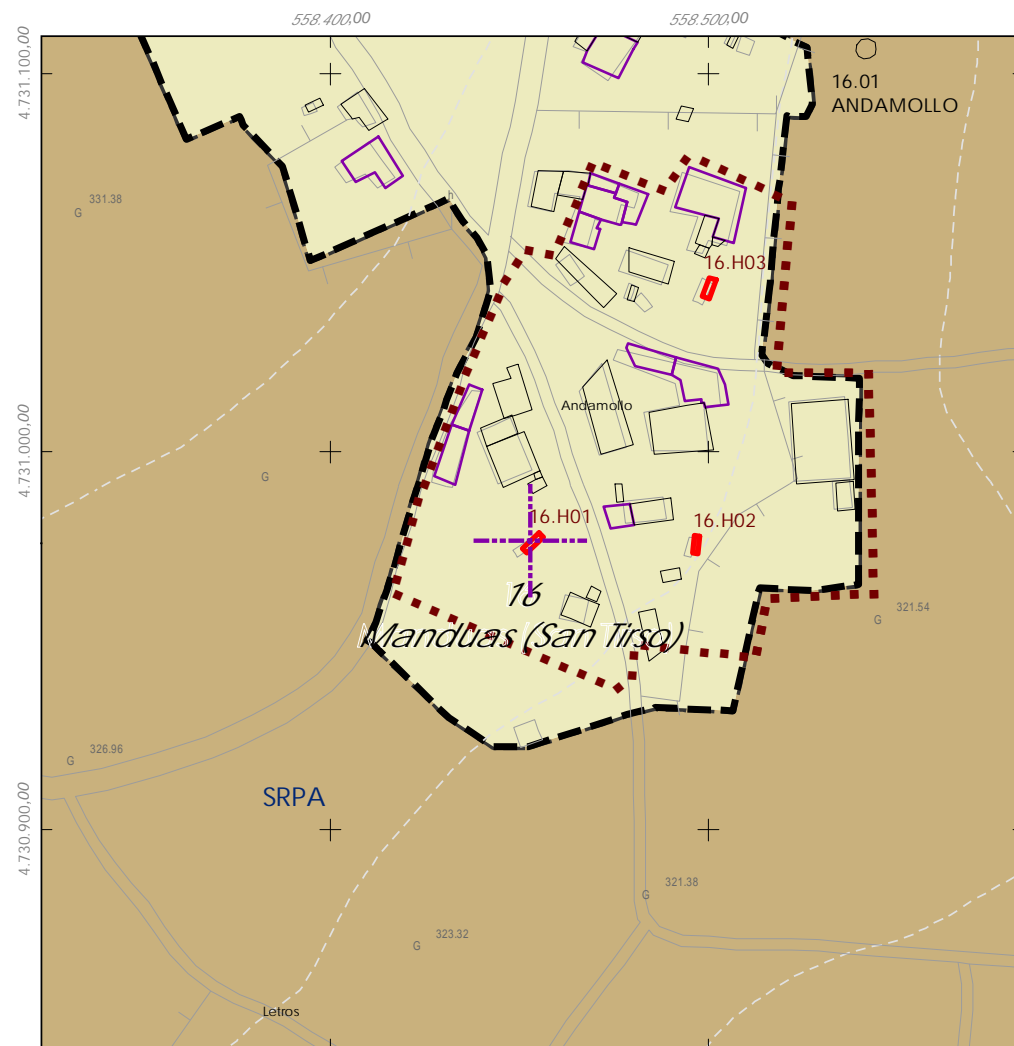 558.400,00
558.500,00
4.731.100,00
16.01
ANDAMOLLO
331.38
G
h
16.H03
4.731.000,00
Andamollo
G
16.H01
16.H02
16
321.54
G
Manduas (San Tirso)
326.96
G
SRPA
4.730.900,00
321.38
G
323.32
G
Letros